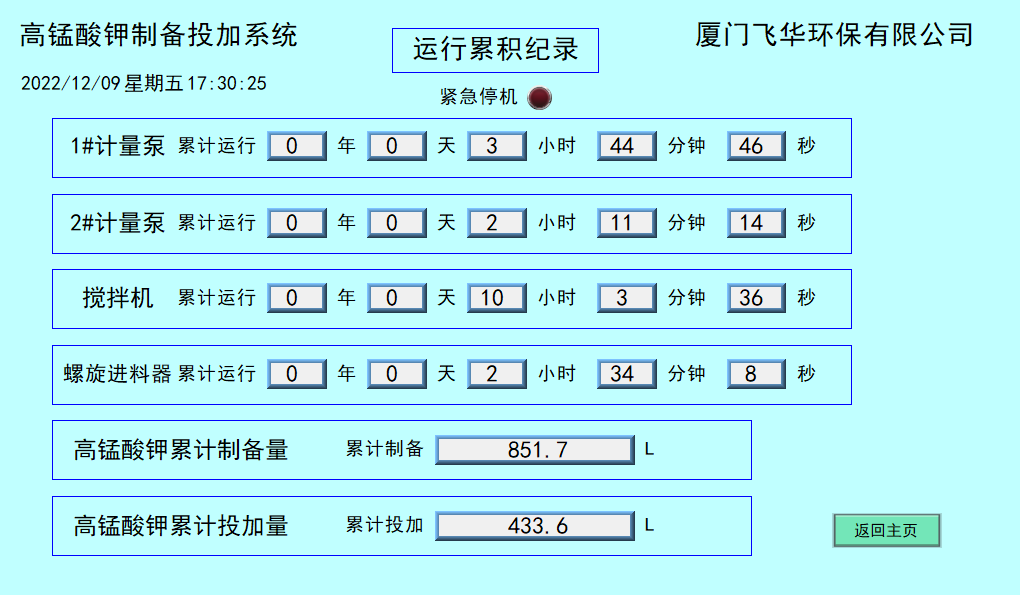 高锰酸钾制备投加系统
运行累积纪录
厦门飞华环保有限公司
2022/12/09 星期五 17:30:25
紧急停机
1#计量泵 累计运行 0 年 0 天 3 小时 44 分钟 46 秒
2#计量泵 累计运行 0 年 0 天 2 小时 11 分钟 14 秒
搅拌机 累计运行 0 年 0 天 10 小时 3 分钟 36 秒
螺旋进料器 累计运行 0 年 0 天 2 小时 34 分钟 8 秒
高锰酸钾累计制备量 累计制备 851.7 L
高锰酸钾累计投加量 累计投加 433.6 L
返回主页